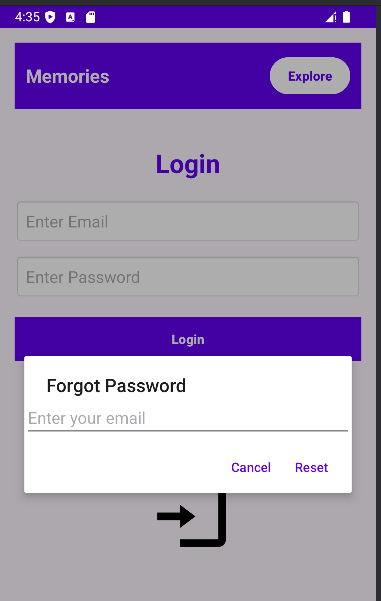 4:35
Memories
Explore
Login
Enter Email
Enter Password
Login
Forgot Password
Enter your email
Cancel Reset